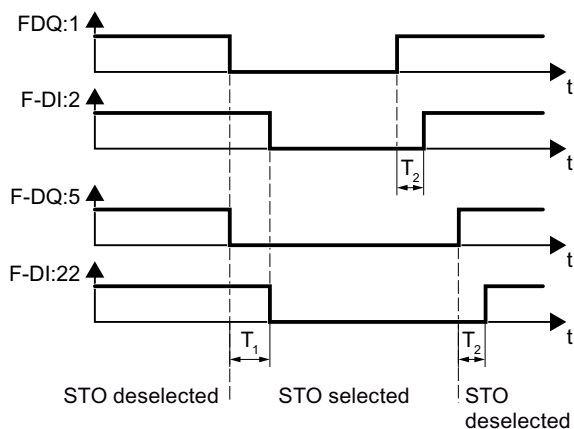 FDQ:1
t
F-DI:2
t
T2
F-DQ:5
t
F-DI:22
t
T1
T2
STO deselected
STO selected
STO
deselected